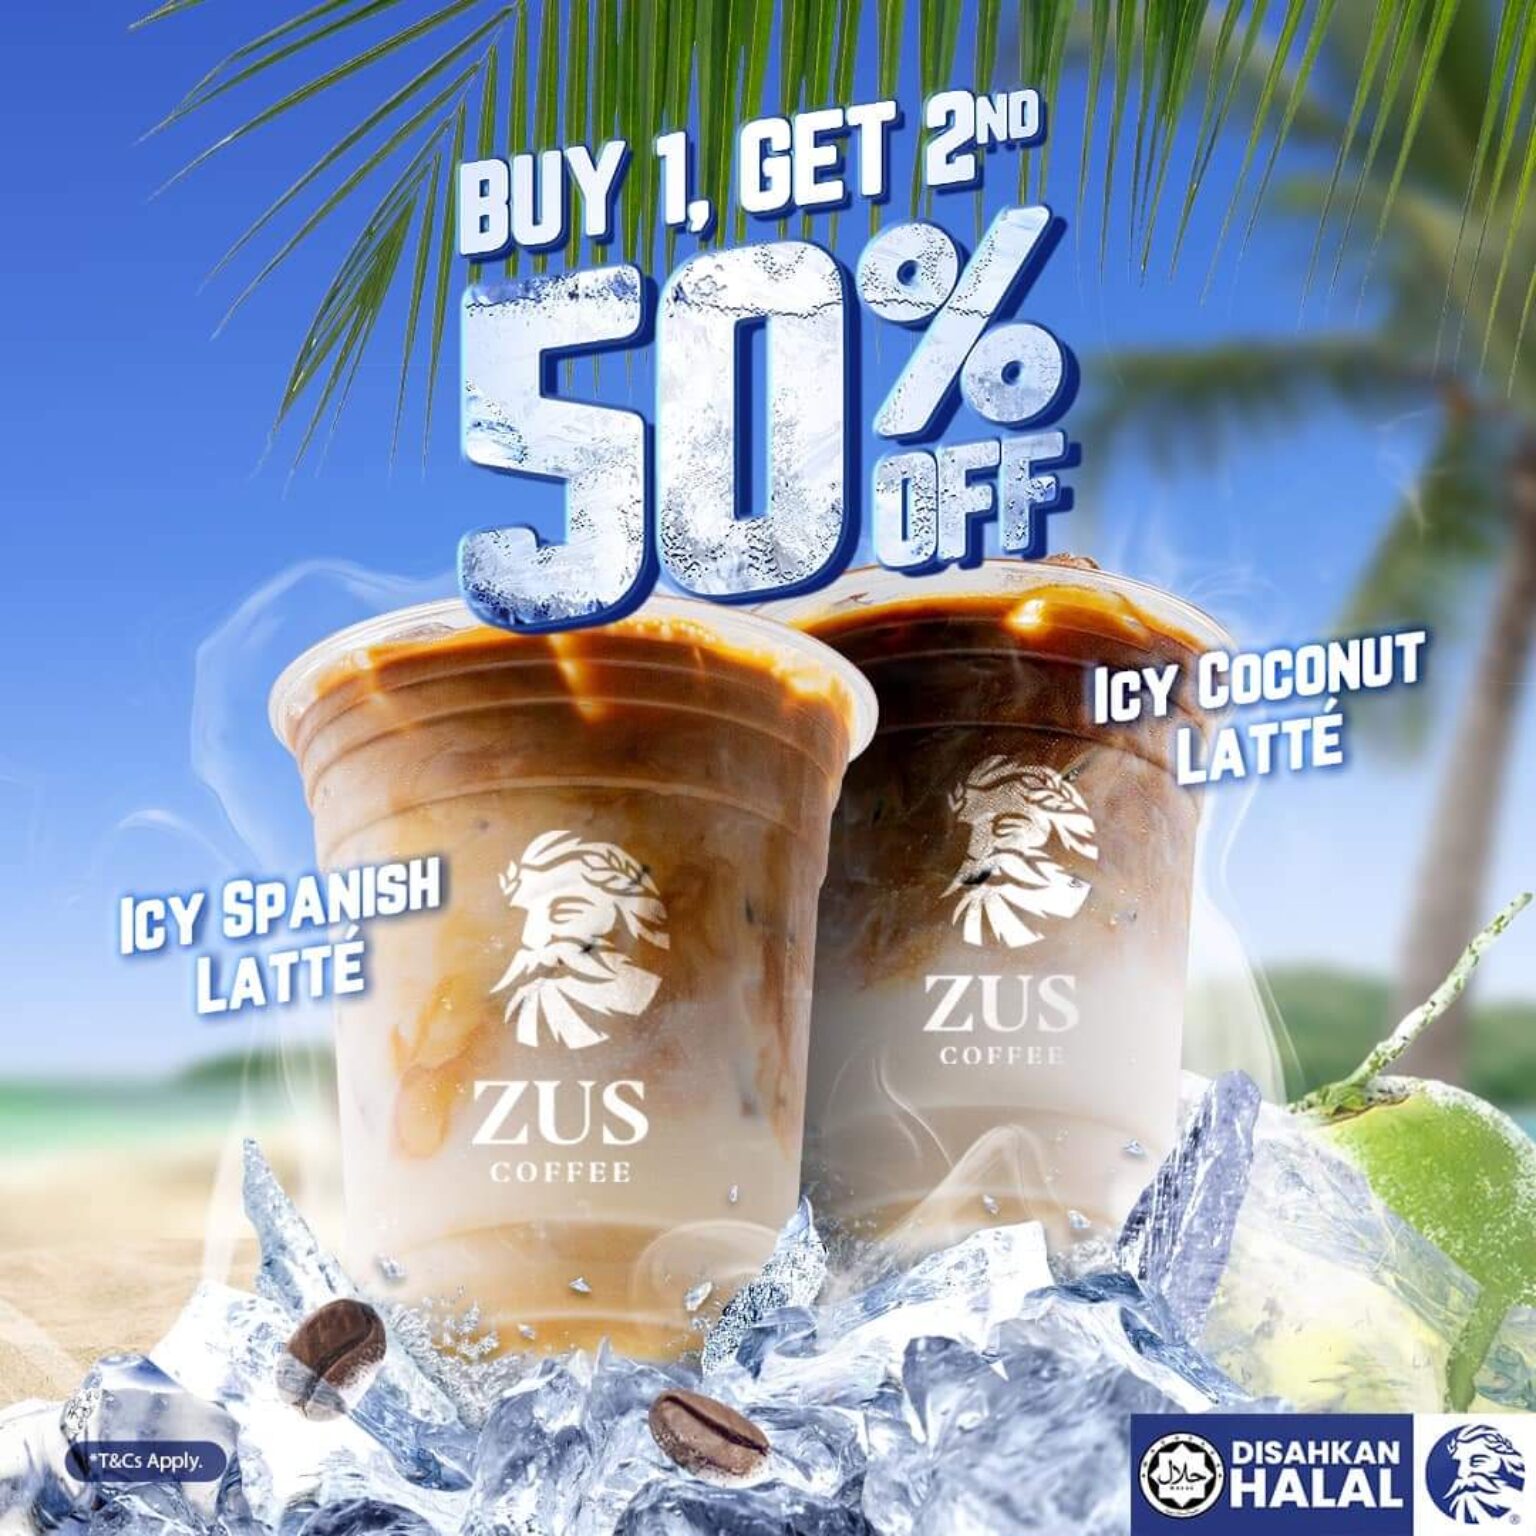 BUY 1, GET 2ND
50%
OFF
ICY COCONUT
LATTÉ
ICY SPANISH
LATTÉ
ZUS
COFFEE
ZUS
COFFEE
*T&Cs Apply.
حلال
DISAHKAN
HALAL